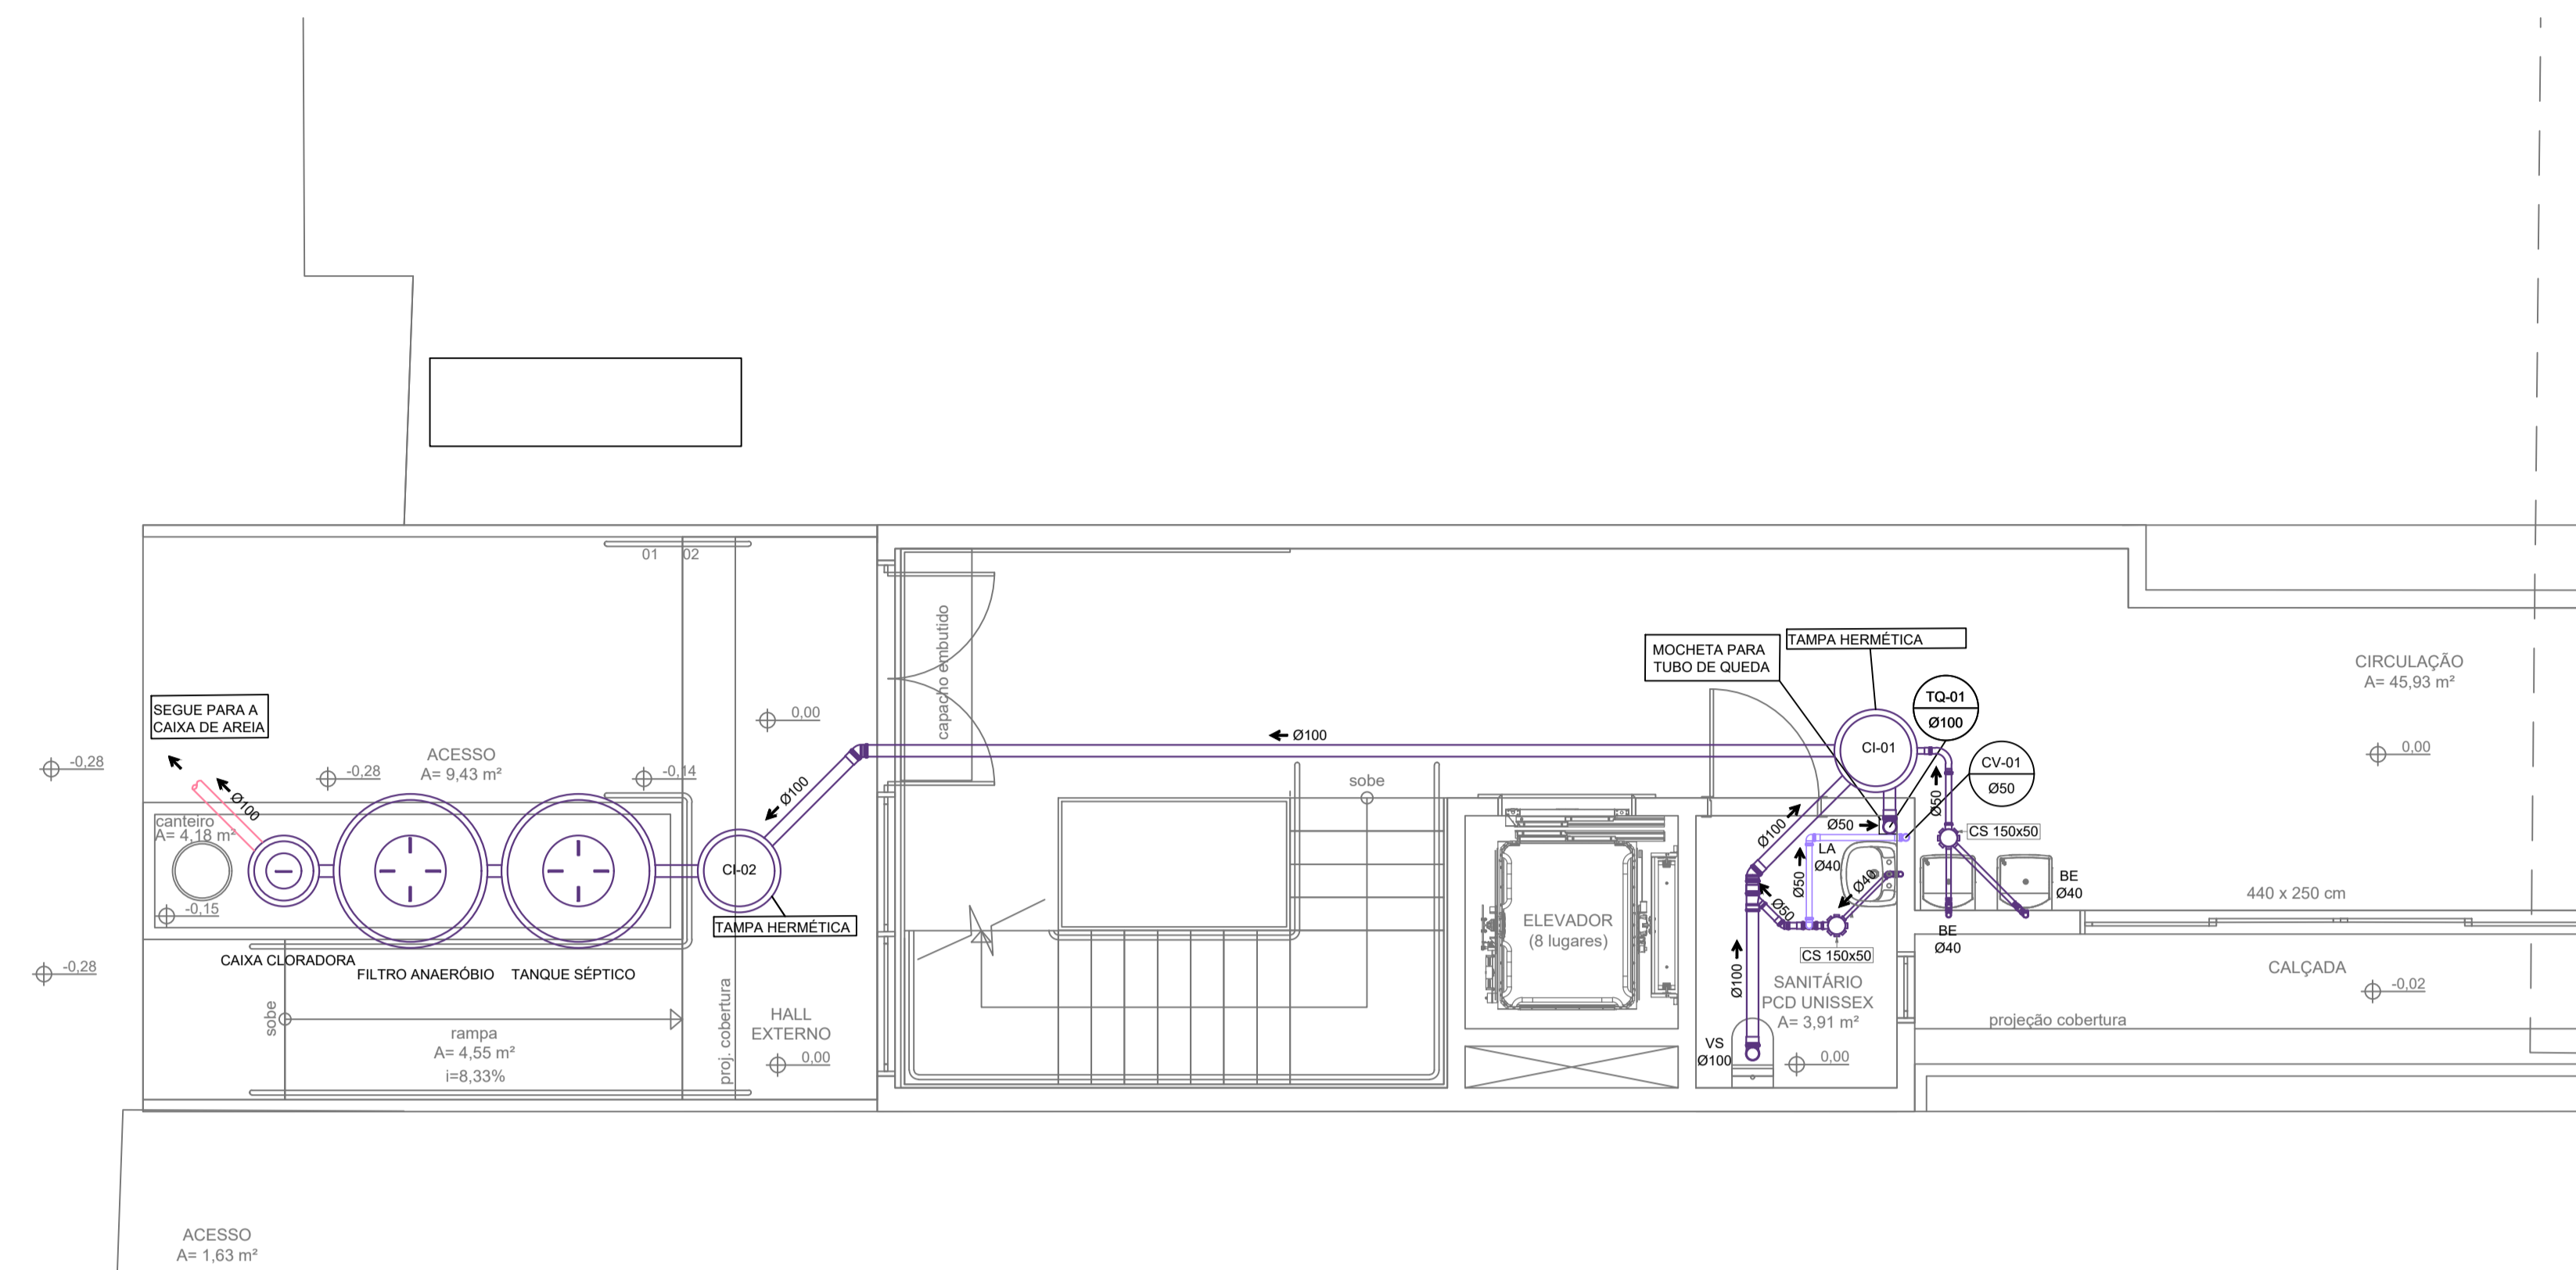 01 02
capacho embutido
MOCHETA PARA
TUBO DE QUEDA
TAMPA HERMÉTICA
CIRCULAÇÃO
A= 45,93 m²
TQ-01
Ø100
SEGUE PARA A
CAIXA DE AREIA
0,00
Ø100
CI-01
0,00
-0,28
ACESSO
A= 9,43 m²
-0,28
-0,14
CV-01
Ø50
sobe
Ø100
Ø100
Ø50
canteiro
A= 4,18 m²
Ø100
Ø50
CS 150x50
LA
Ø40
CI-02
Ø50
Ø40
BE
Ø40
440 x 250 cm
-0,15
TAMPA HERMÉTICA
ELEVADOR
(8 lugares)
Ø50
BE
Ø40
CS 150x50
CAIXA CLORADORA
FILTRO ANAERÓBIO
TANQUE SÉPTICO
-0,28
CALÇADA
-0,02
Ø100
SANITÁRIO
PCD UNISSEX
A= 3,91 m²
projeção cobertura
sobe
proj. cobertura
HALL
EXTERNO
0,00
rampa
A= 4,55 m²
i=8,33%
VS
Ø100
0,00
ACESSO
A= 1,63 m²